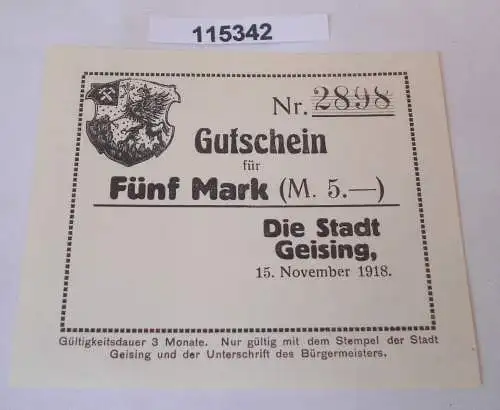 115342
Nr. 2898
Gutschein
für
Fünf Mark (M. 5.—)
Die Stadt
Geising,
15. November 1918.
Gültigkeitsdauer 3 Monate. Nur gültig mit dem Stempel der Stadt
Geising und der Unterschrift des Bürgermeisters.